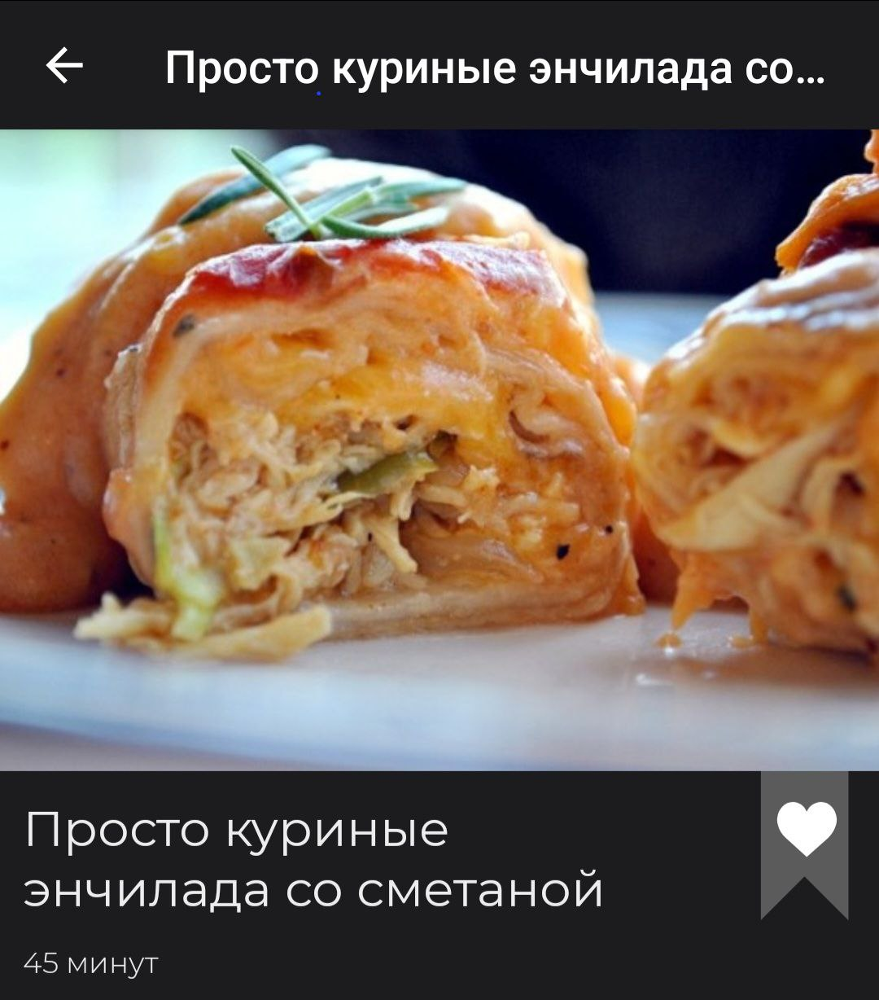 Просто куриные энчилада со...
Просто куриные
энчилада со сметаной
45 минут